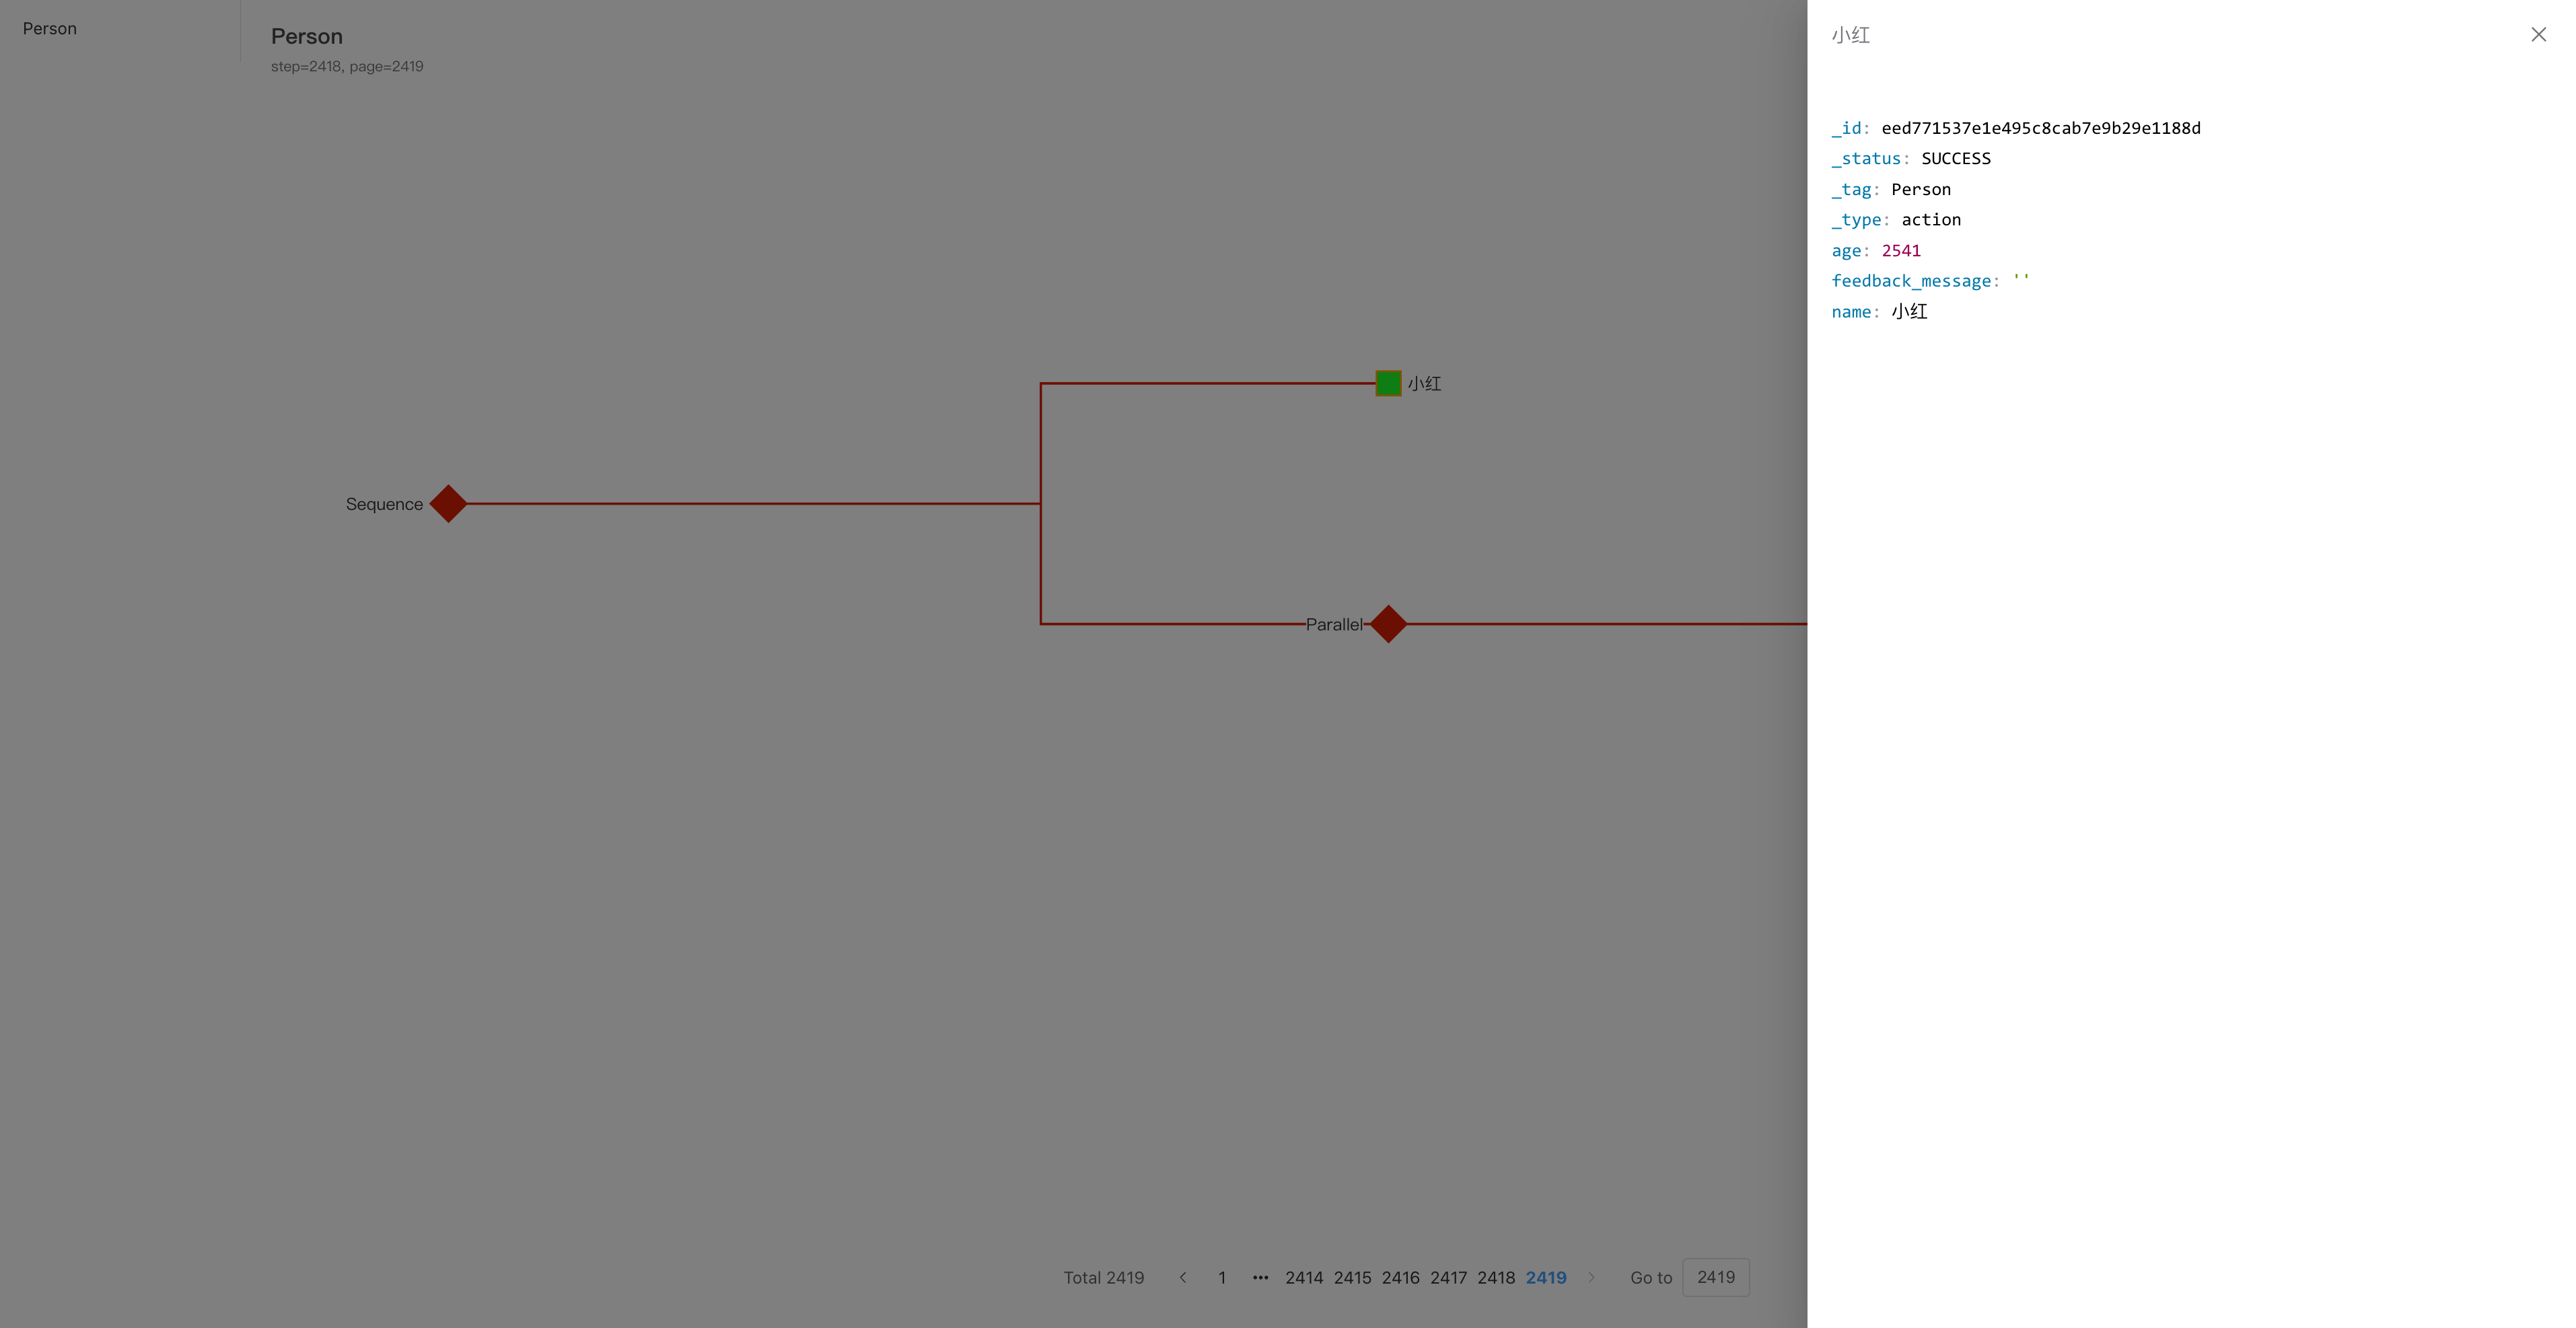 Person
Person
step=2418, page=2419
小红
Sequence
Parallel
Total 2419 1 ••• 2414 2415 2416 2417 2418 2419 Go to 2419
小红
_id: eed771537e1e495c8cab7e9b29e1188d
_status: SUCCESS
_tag: Person
_type: action
age: 2541
feedback_message: ''
name: 小红